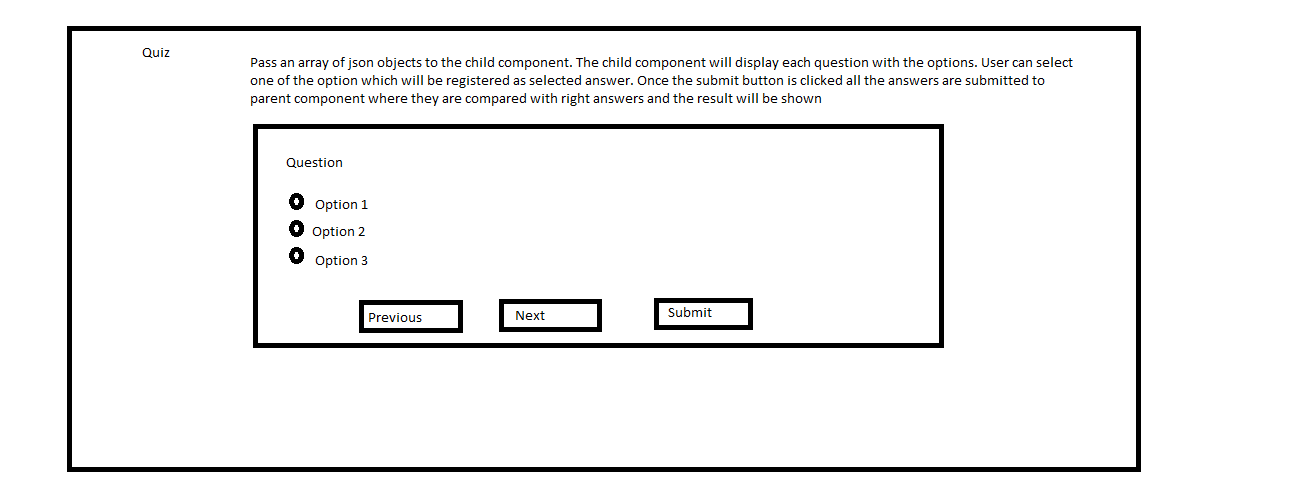 Quiz
Pass an array of json objects to the child component. The child component will display each question with the options. User can select
one of the option which will be registered as selected answer. Once the submit button is clicked all the answers are submitted to
parent component where they are compared with right answers and the result will be shown
Question
Option 1
Option 2
Option 3
Previous
Next
Submit